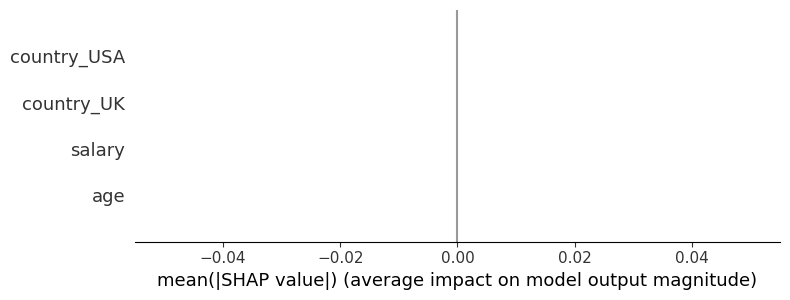 country_USA
country_UK
salary
age
−0.04 −0.02 0.00 0.02 0.04
mean(|SHAP value|) (average impact on model output magnitude)